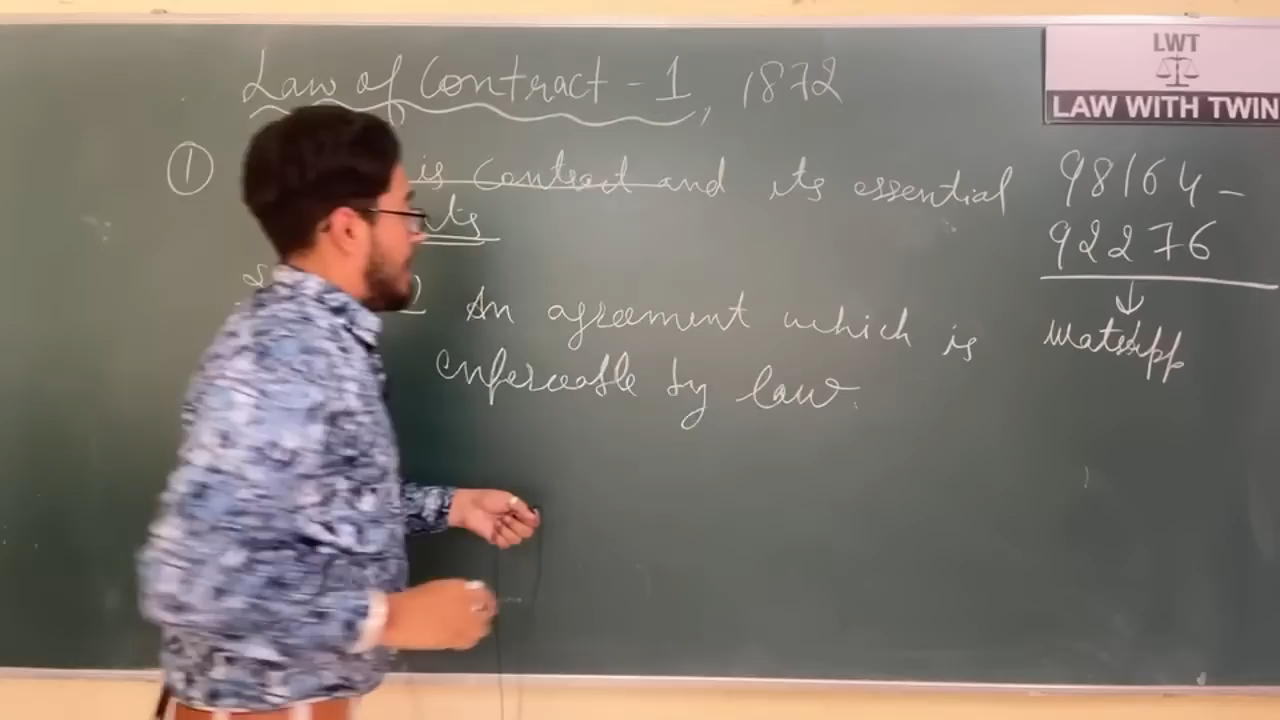 Law of Contract - 1, 1872
① is Contract and its essential
An agreement which is
enforceable by law.
LWT
LAW WITH TWIN
98164-
92276
↓
Watsapp